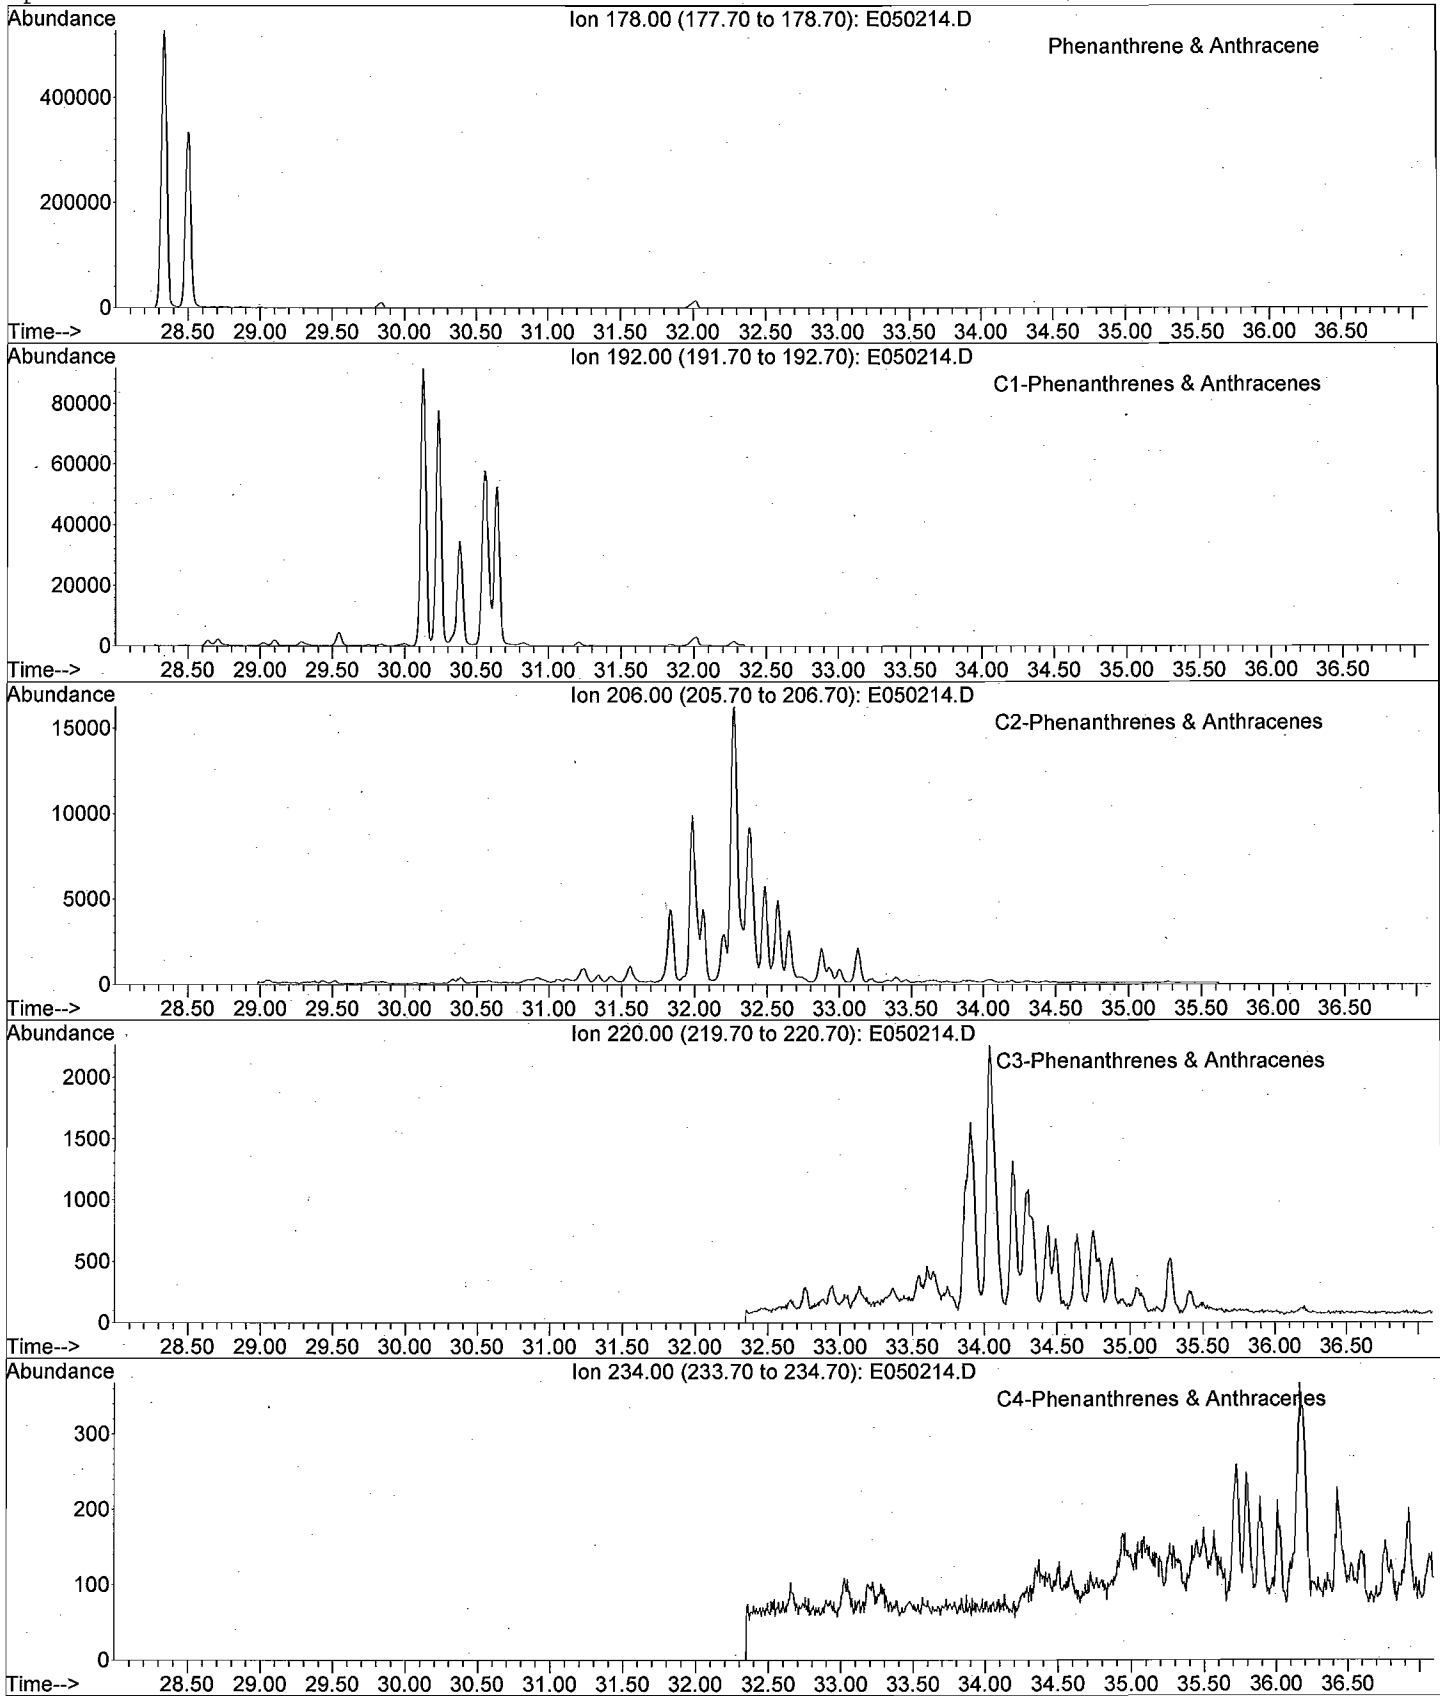 Abundance
Ion 178.00 (177.70 to 178.70): E050214.D
Phenanthrene & Anthracene
400000
200000
0
Time-->
28.50 29.00 29.50 30.00 30.50 31.00 31.50 32.00 32.50 33.00 33.50 34.00 34.50 35.00 35.50 36.00 36.50
Abundance
Ion 192.00 (191.70 to 192.70): E050214.D
C1-Phenanthrenes & Anthracenes
80000
60000
40000
20000
0
Time-->
28.50 29.00 29.50 30.00 30.50 31.00 31.50 32.00 32.50 33.00 33.50 34.00 34.50 35.00 35.50 36.00 36.50
Abundance
Ion 206.00 (205.70 to 206.70): E050214.D
C2-Phenanthrenes & Anthracenes
15000
10000
5000
0
Time-->
28.50 29.00 29.50 30.00 30.50 31.00 31.50 32.00 32.50 33.00 33.50 34.00 34.50 35.00 35.50 36.00 36.50
Abundance
Ion 220.00 (219.70 to 220.70): E050214.D
C3-Phenanthrenes & Anthracenes
2000
1500
1000
500
0
Time-->
28.50 29.00 29.50 30.00 30.50 31.00 31.50 32.00 32.50 33.00 33.50 34.00 34.50 35.00 35.50 36.00 36.50
Abundance
Ion 234.00 (233.70 to 234.70): E050214.D
C4-Phenanthrenes & Anthracenes
300
200
100
0
Time-->
28.50 29.00 29.50 30.00 30.50 31.00 31.50 32.00 32.50 33.00 33.50 34.00 34.50 35.00 35.50 36.00 36.50